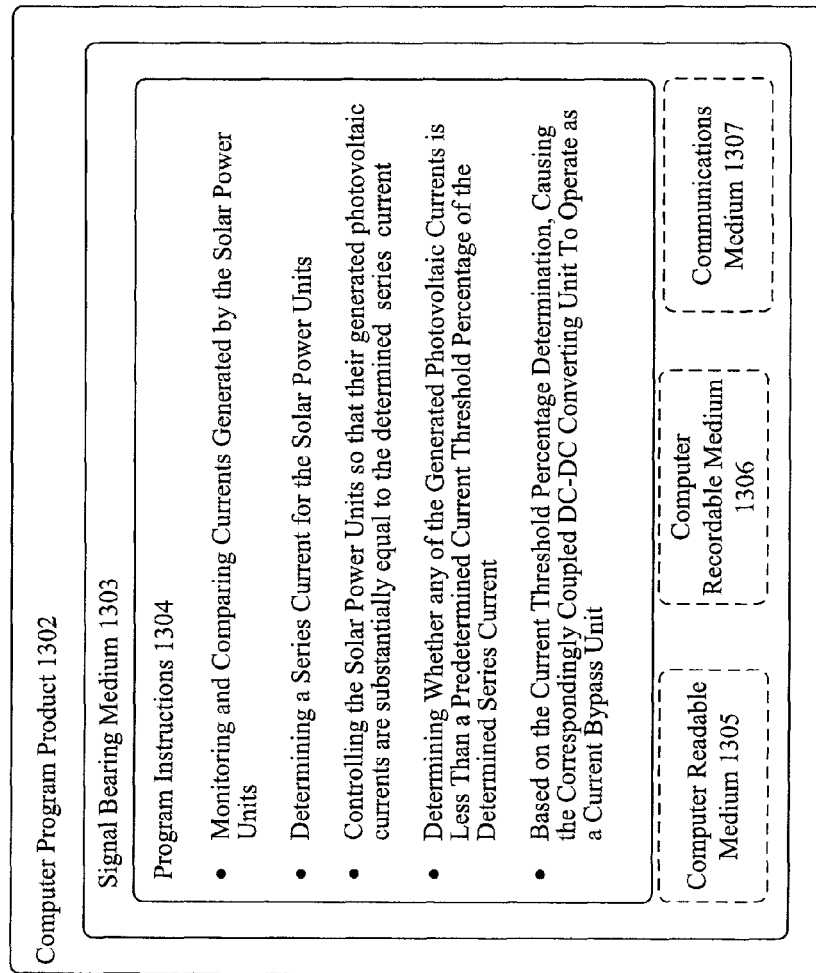 Computer Program Product 1302
Signal Bearing Medium 1303
Program Instructions 1304
• Monitoring and Comparing Currents Generated by the Solar Power
Units
• Determining a Series Current for the Solar Power Units
• Controlling the Solar Power Units so that their generated photovoltaic
currents are substantially equal to the determined series current
• Determining Whether any of the Generated Photovoltaic Currents is
Less Than a Predetermined Current Threshold Percentage of the
Determined Series Current
• Based on the Current Threshold Percentage Determination, Causing
the Correspondingly Coupled DC-DC Converting Unit To Operate as
a Current Bypass Unit
Computer Readable
Medium 1305
Computer
Recordable Medium
1306
Communications
Medium 1307